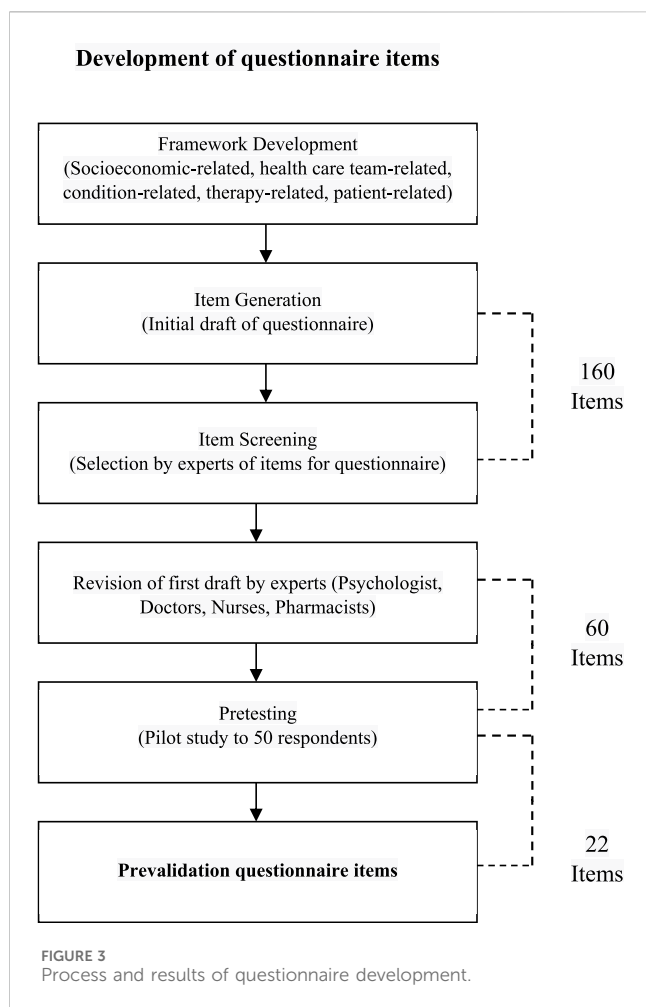 Development of questionnaire items
Framework Development
(Socioeconomic-related, health care team-related,
condition-related, therapy-related, patient-related)
Item Generation
(Initial draft of questionnaire)
160
Items
Item Screening
(Selection by experts of items for questionnaire)
Revision of first draft by experts (Psychologist,
Doctors, Nurses, Pharmacists)
60
Items
Pretesting
(Pilot study to 50 respondents)
22
Items
Prevalidation questionnaire items
FIGURE 3
Process and results of questionnaire development.